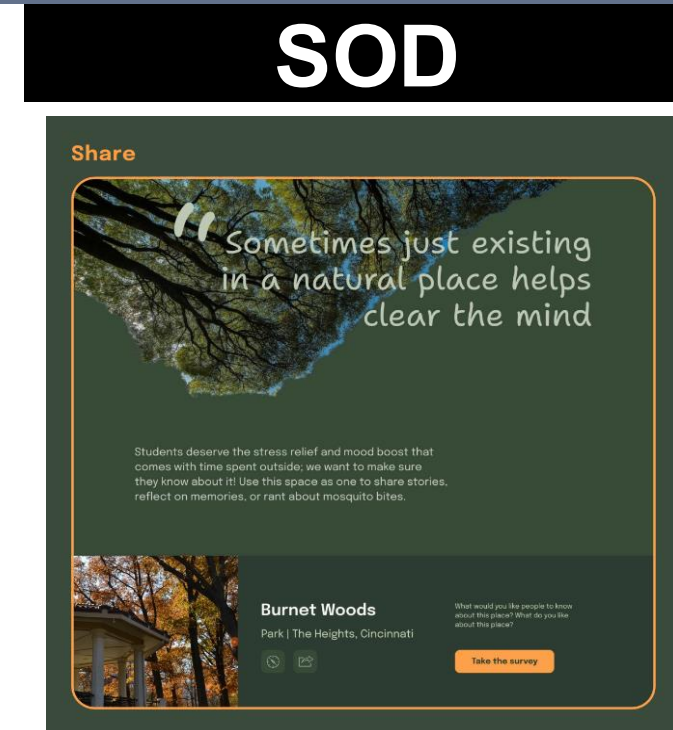 SOD
Share
“
Sometimes just existing
in a natural place helps
clear the mind
Students deserve the stress relief and mood boost that
comes with time spent outside; we want to make sure
they know about it! Use this space as one to share stories,
reflect on memories, or rant about mosquito bites.
Burnet Woods
Park | The Heights, Cincinnati
What would you like people to know
about this place? What do you like
about this place?
Take the survey